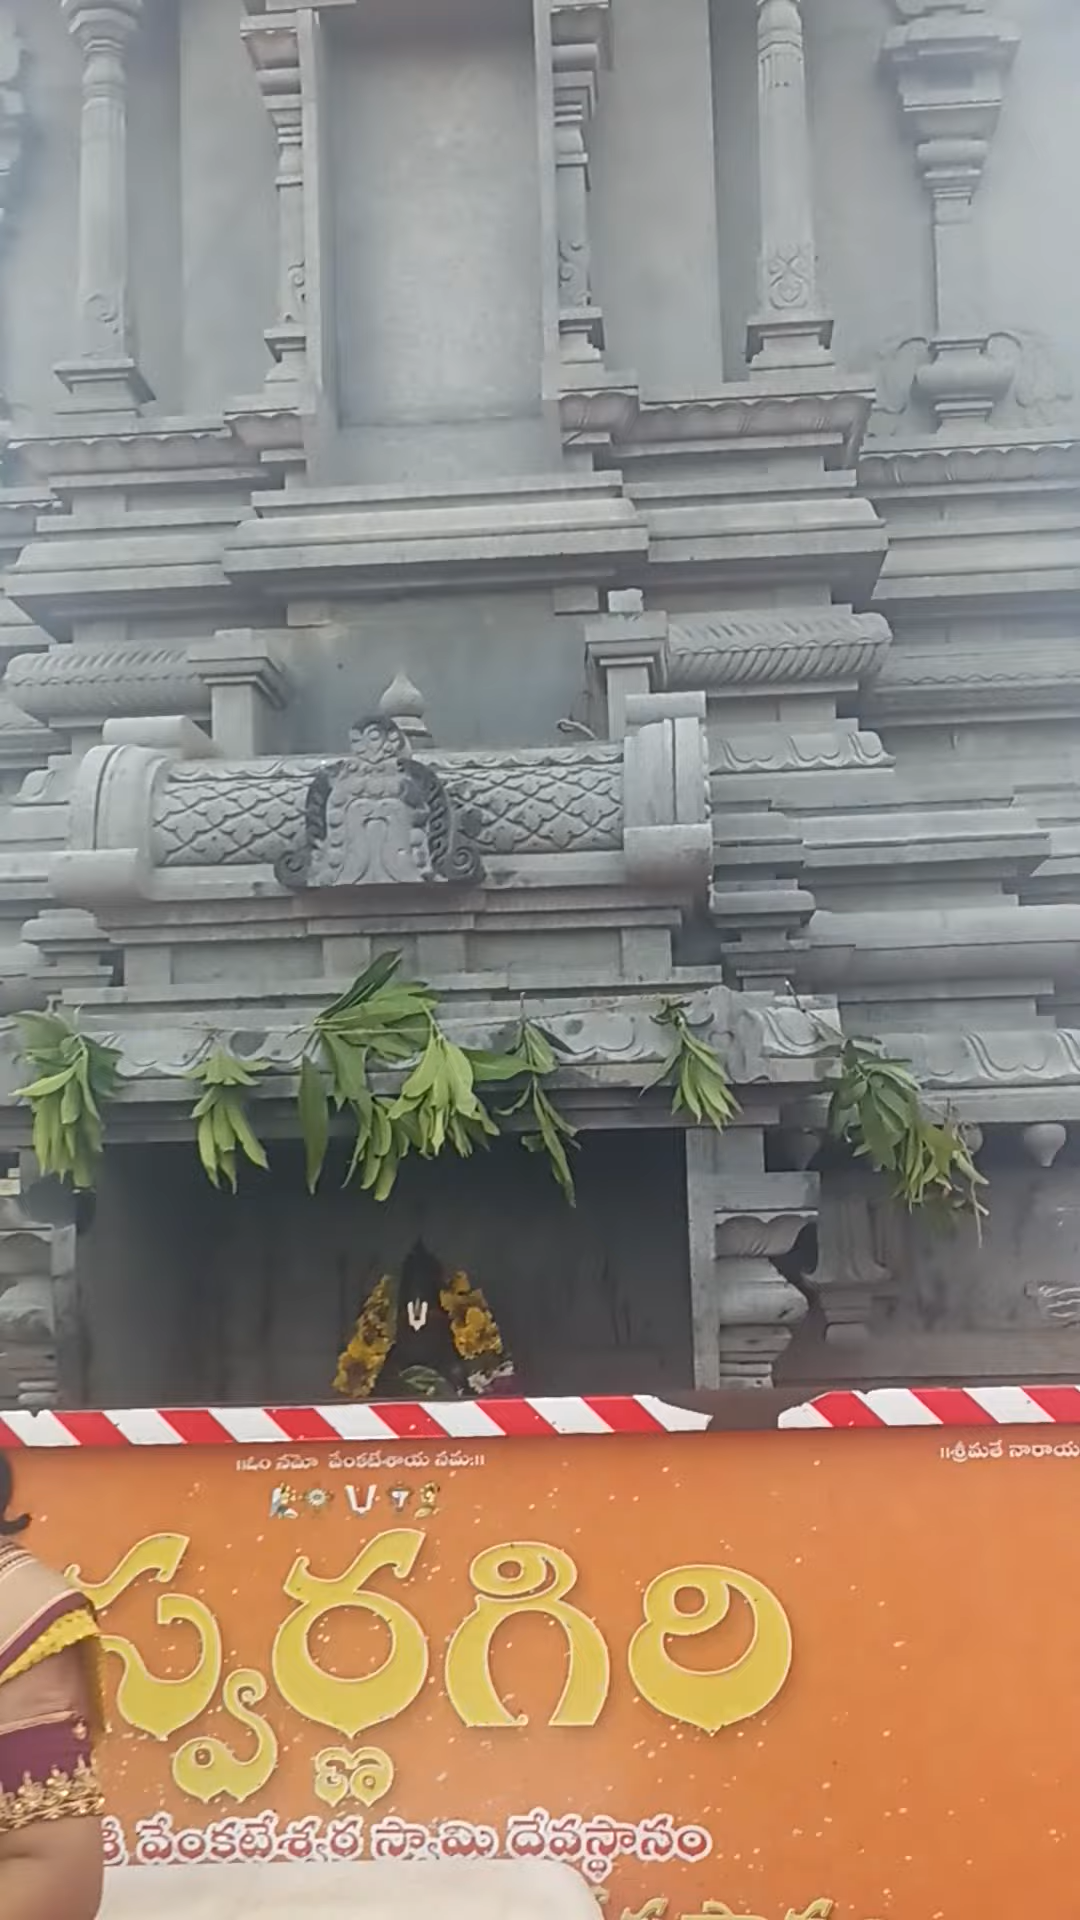 ॥ఓం నమో వేంకటేశాయ నమః॥ ॥శ్రీమతే నారాయ
స్వర్ణగిరి
శ్రీ వేంకటేశ్వర స్వామి దేవస్థానం